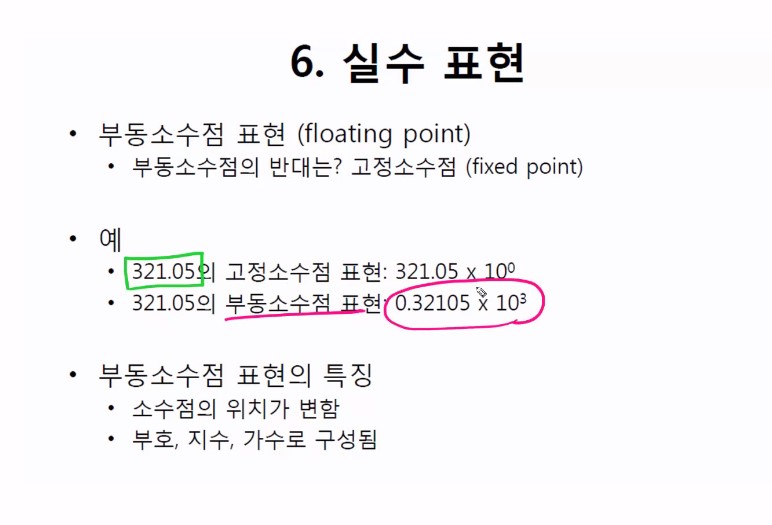 6. 실수 표현
• 부동소수점 표현 (floating point)
• 부동소수점의 반대는? 고정소수점 (fixed point)
• 예
• 321.05의 고정소수점 표현: 321.05 x 10⁰
• 321.05의 부동소수점 표현: 0.32105 x 10³
• 부동소수점 표현의 특징
• 소수점의 위치가 변함
• 부호, 지수, 가수로 구성됨